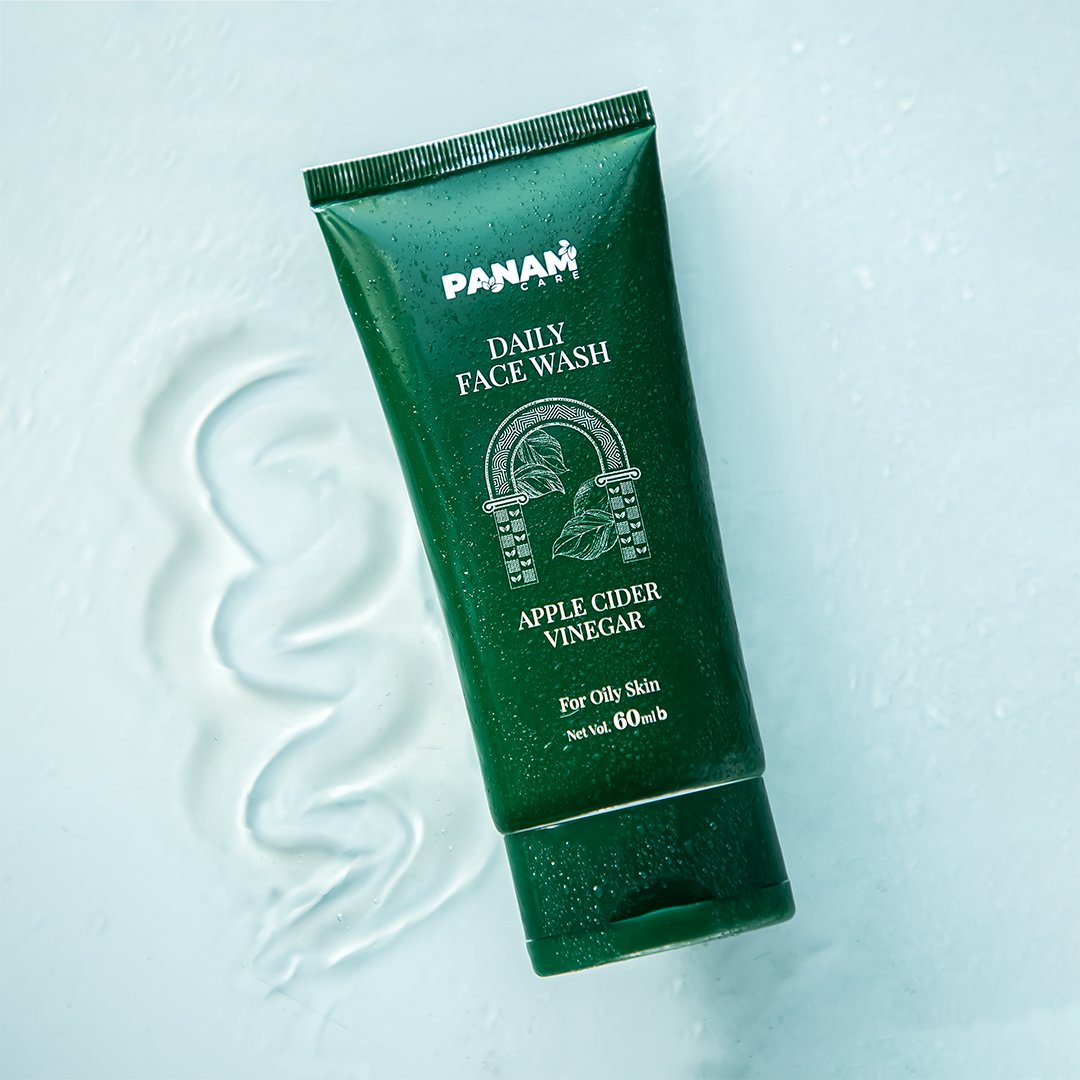 PANAM
CARE
DAILY
FACE WASH
APPLE CIDER
VINEGAR
For Oily Skin
Net Vol. 60ml b